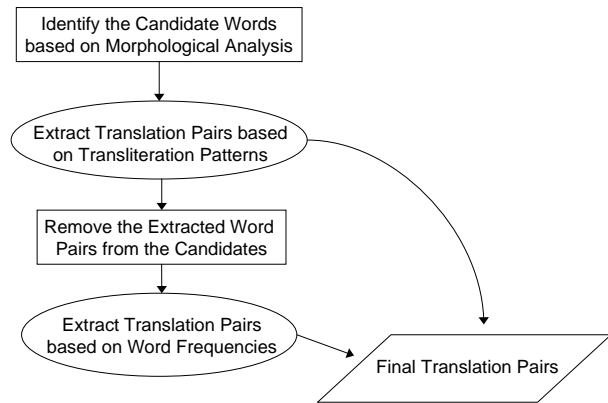 Identify the Candidate Words
based on Morphological Analysis
Extract Translation Pairs based
on Transliteration Patterns
Remove the Extracted Word
Pairs from the Candidates
Extract Translation Pairs
based on Word Frequencies
Final Translation Pairs